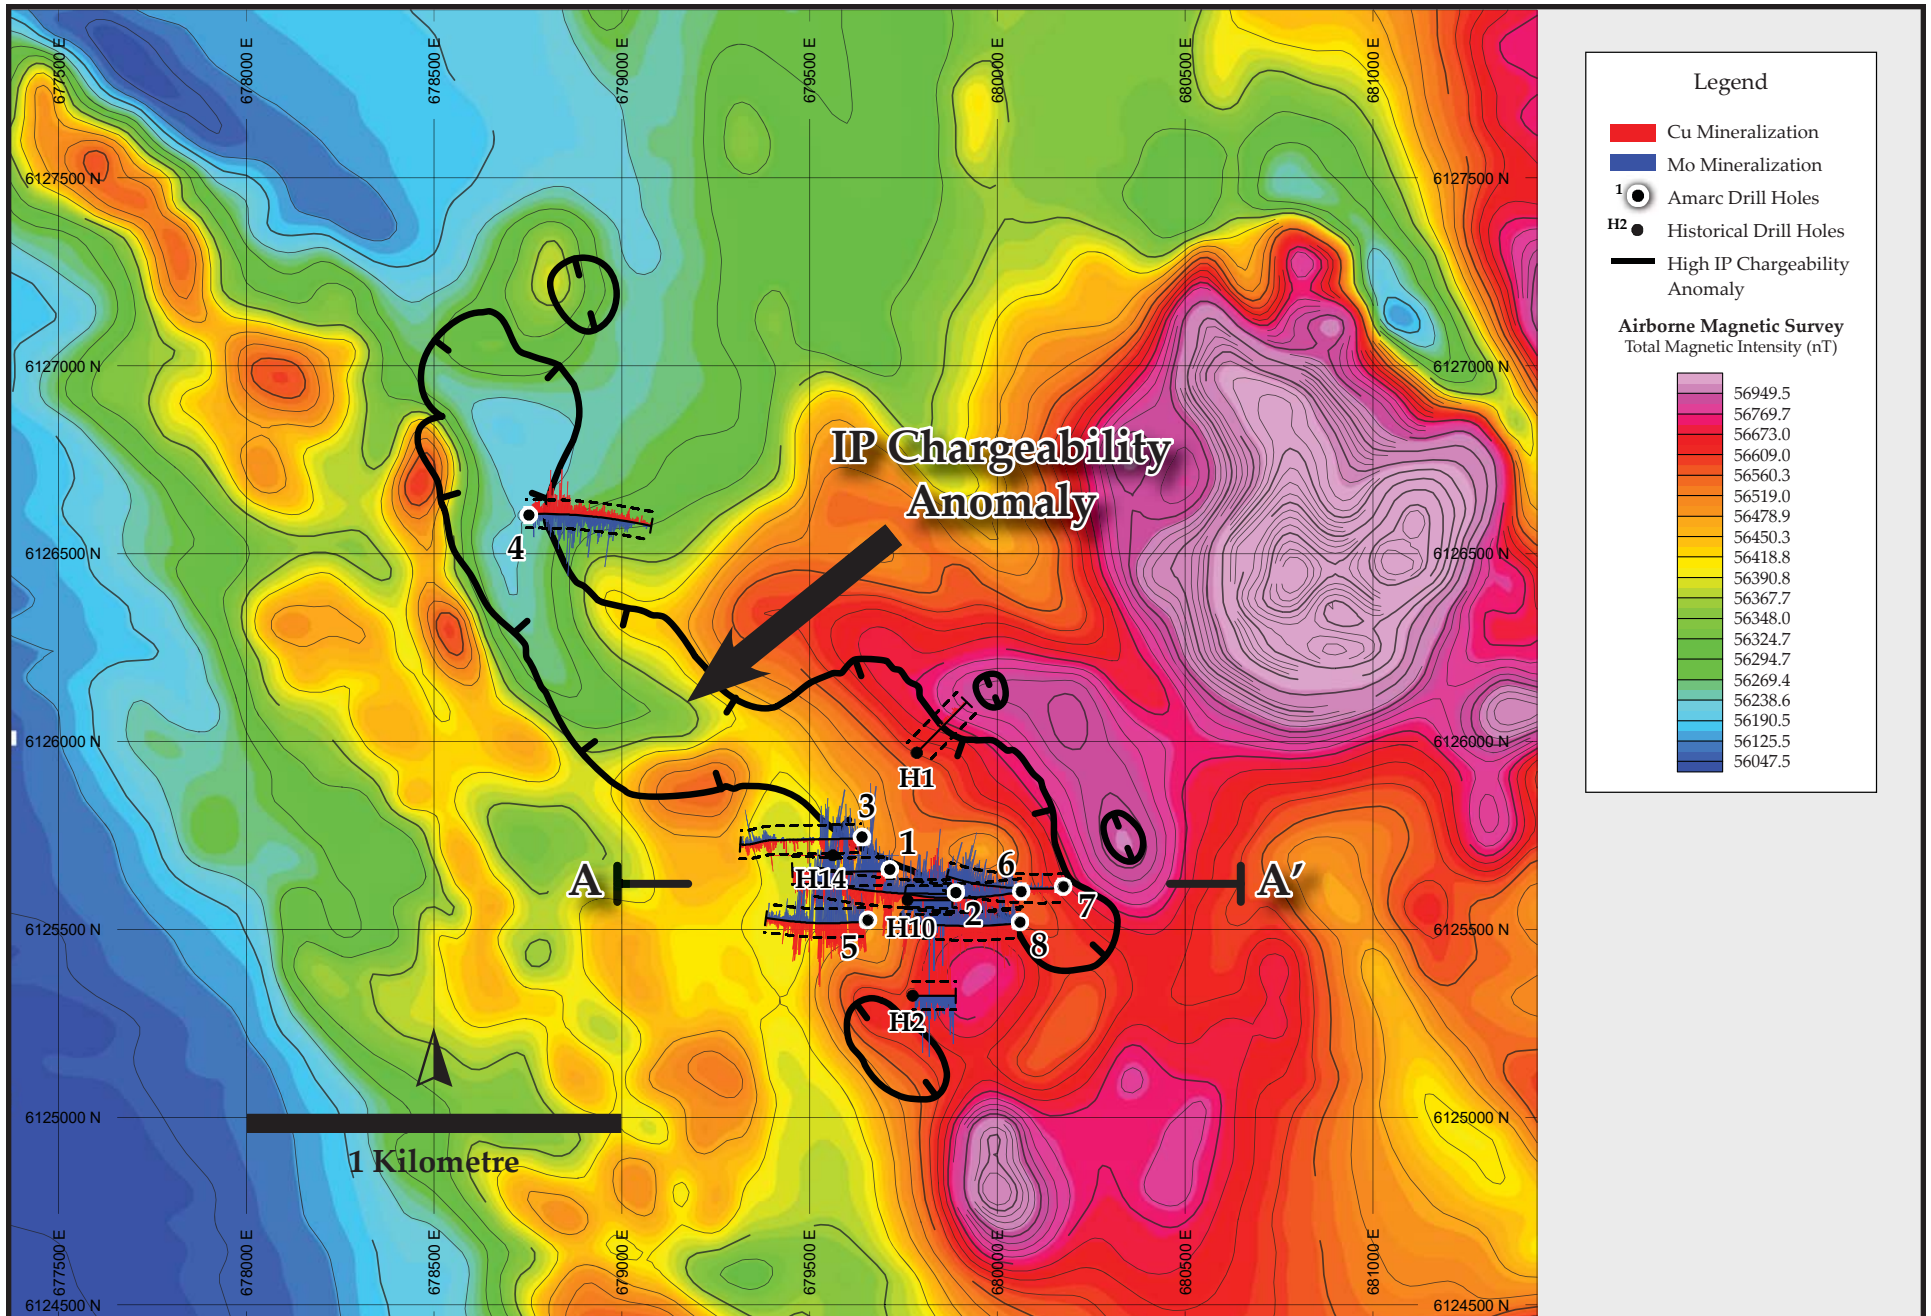 677500 E
678000 E
678500 E
679000 E
679500 E
680000 E
680500 E
681000 E
6127500 N
6127500 N
6127000 N
6127000 N
IP Chargeability
Anomaly
4
6126500 N
6126500 N
6126000 N
6126000 N
H1
3
1
6
A
H14
A′
2
7
H10
5
8
6125500 N
6125500 N
H2
6125000 N
6125000 N
1 Kilometre
677500 E
678000 E
678500 E
679000 E
679500 E
680000 E
680500 E
681000 E
6124500 N
6124500 N
Legend
Cu Mineralization
Mo Mineralization
1 Amarc Drill Holes
H2 Historical Drill Holes
High IP Chargeability
Anomaly
Airborne Magnetic Survey
Total Magnetic Intensity (nT)
56949.5
56769.7
56673.0
56609.0
56560.3
56519.0
56478.9
56450.3
56418.8
56390.8
56367.7
56348.0
56324.7
56294.7
56269.4
56238.6
56190.5
56125.5
56047.5